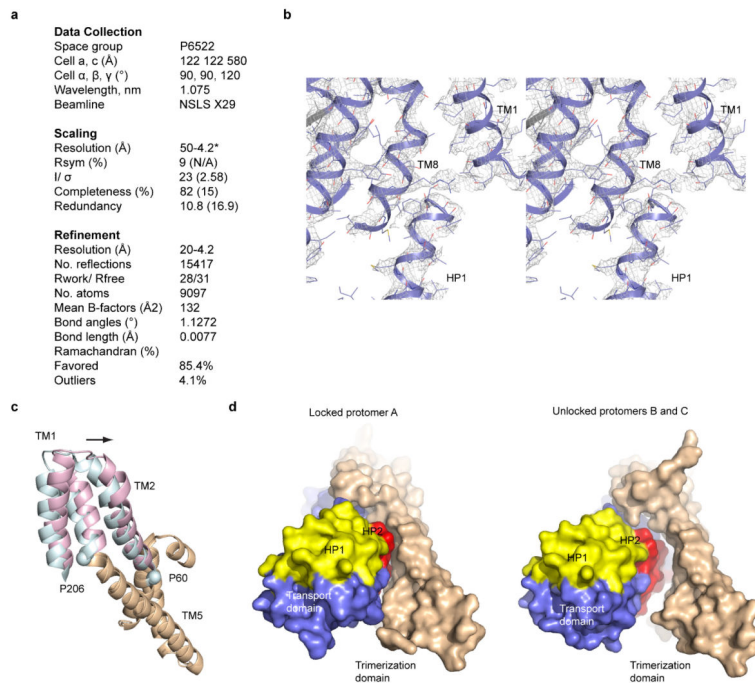 a
Data Collection
Space group P6522
Cell a, c (Å) 122 122 580
Cell α, β, γ (°) 90, 90, 120
Wavelength, nm 1.075
Beamline NSLS X29
Scaling
Resolution (Å) 50-4.2*
Rsym (%) 9 (N/A)
I/ σ 23 (2.58)
Completeness (%) 82 (15)
Redundancy 10.8 (16.9)
Refinement
Resolution (Å) 20-4.2
No. reflections 15417
Rwork/ Rfree 28/31
No. atoms 9097
Mean B-factors (Å2) 132
Bond angles (°) 1.1272
Bond length (Å) 0.0077
Ramachandran (%)
Favored 85.4%
Outliers 4.1%
b
TM1
TM8
HP1
TM1
TM8
HP1
c
TM1
TM2
P206
P60
TM5
d
Locked protomer A
HP2
HP1
Transport
domain
Trimerization
domain
Unlocked protomers B and C
HP2
HP1
Transport
domain
Trimerization
domain